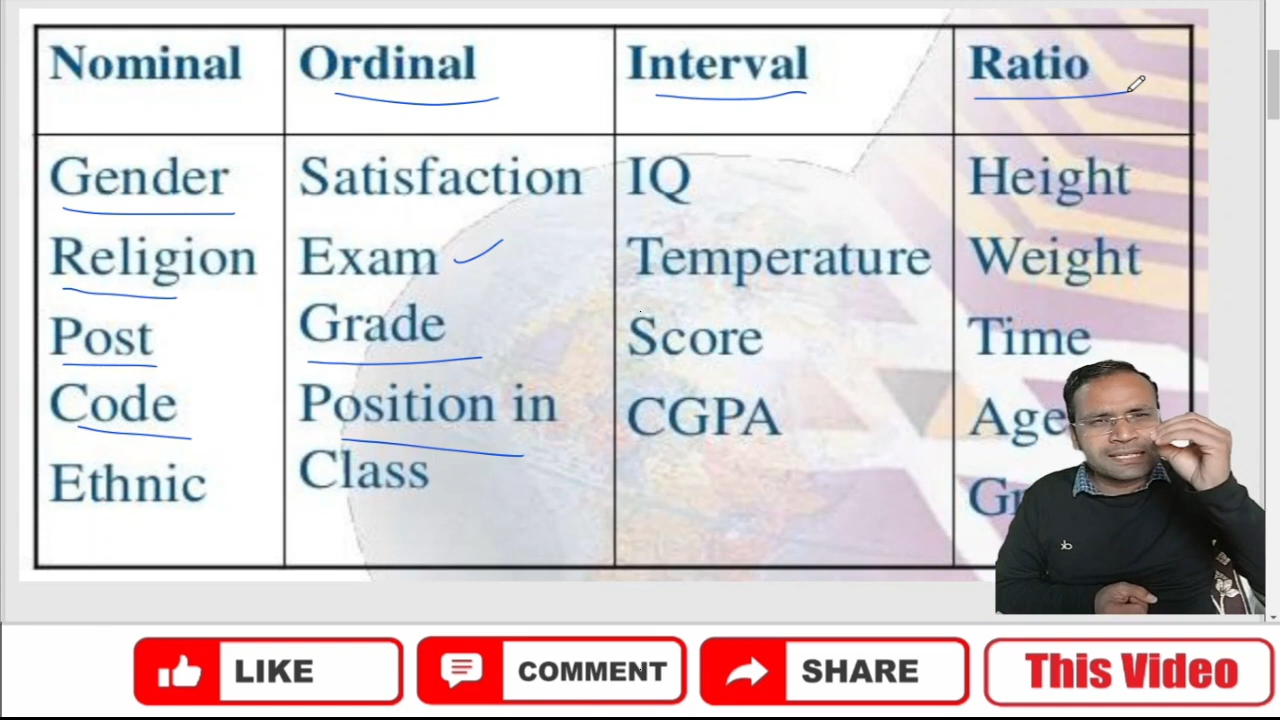 Nominal
Ordinal
Interval
Ratio
Gender
Religion
Post
Code
Ethnic
Satisfaction
Exam
Grade
Position in
Class
IQ
Temperature
Score
CGPA
Height
Weight
Time
Age
LIKE
COMMENT
SHARE
This Video